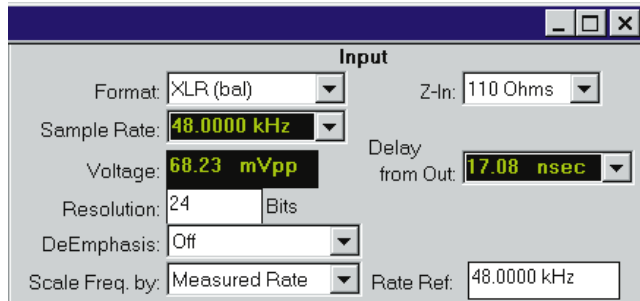 Input
Format: XLR (bal) Z-In: 110 Ohms
Sample Rate: 48.0000 kHz
Voltage: 68.23 mVpp
Delay
from Out: 17.08 nsec
Resolution: 24 Bits
DeEmphasis: Off
Scale Freq. by: Measured Rate Rate Ref: 48.0000 kHz